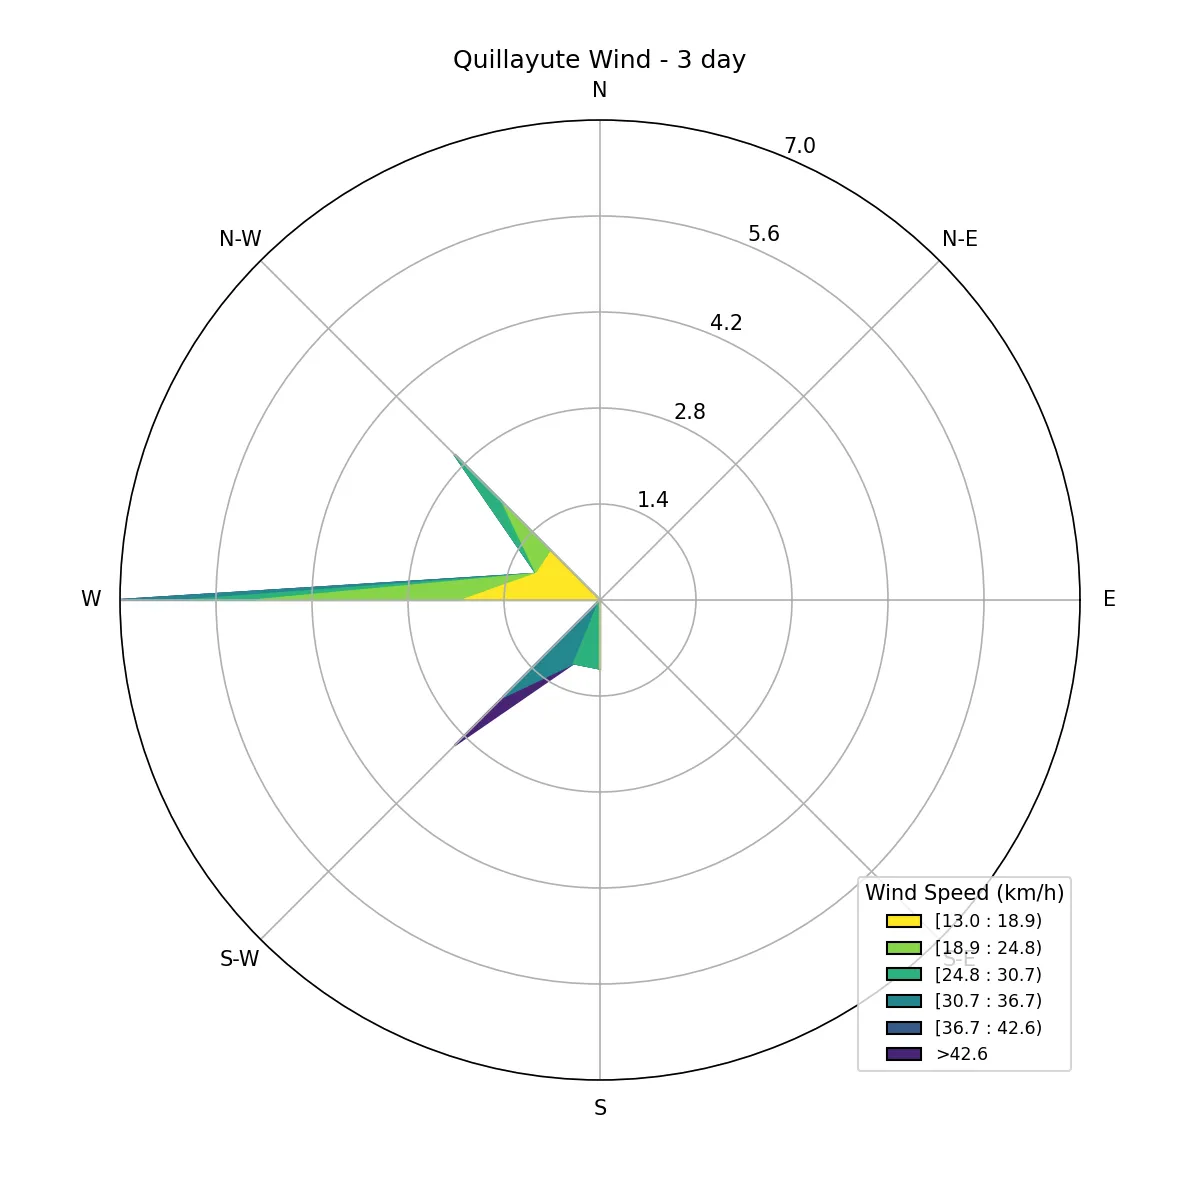 Quillayute Wind - 3 day
N
7.0
N-W
N-E
5.6
4.2
2.8
1.4
W
E
S-W
S-E
S
Wind Speed (km/h)
[13.0 : 18.9)
[18.9 : 24.8)
[24.8 : 30.7)
[30.7 : 36.7)
[36.7 : 42.6)
>42.6